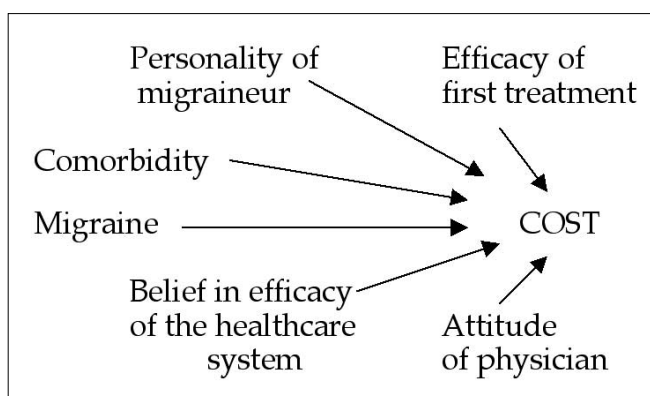 Personality of
migraineur
Efficacy of
first treatment
Comorbidity
Migraine
COST
Belief in efficacy
of the healthcare
system
Attitude
of physician